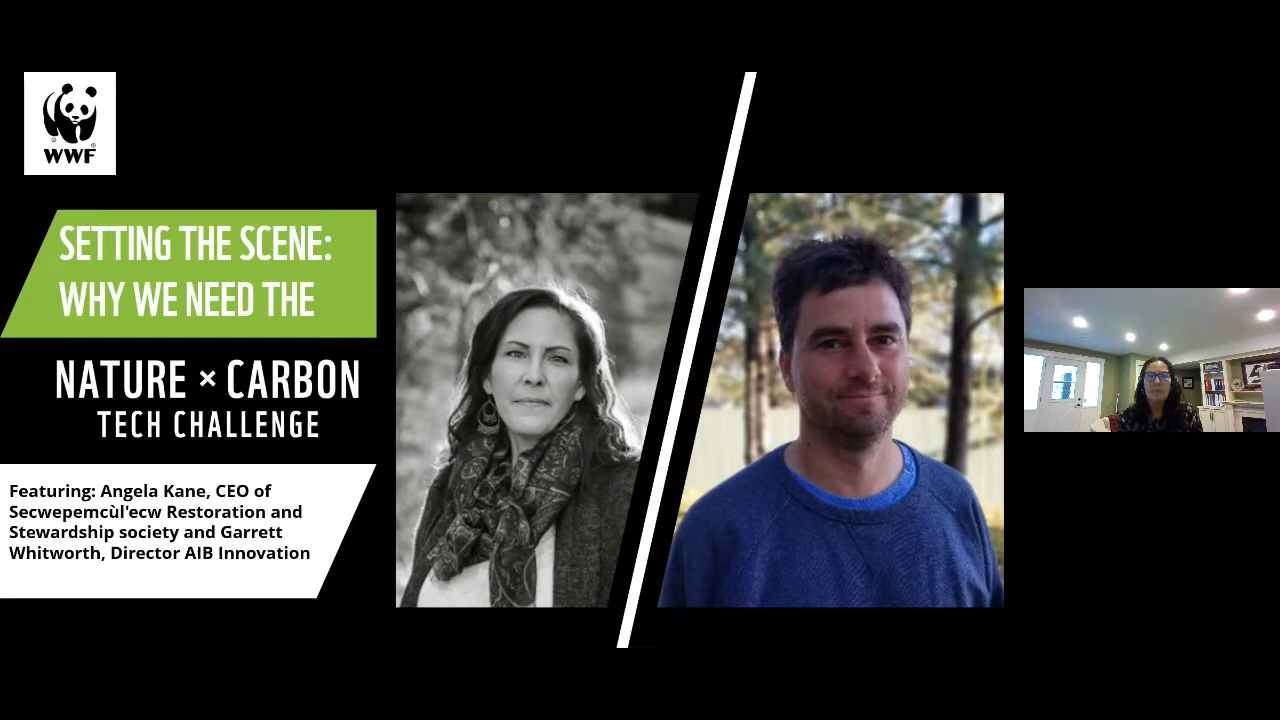 WWF
SETTING THE SCENE:
WHY WE NEED THE
NATURE × CARBON
TECH CHALLENGE
Featuring: Angela Kane, CEO of
Secwepemcùl'ecw Restoration and
Stewardship society and Garrett
Whitworth, Director AIB Innovation